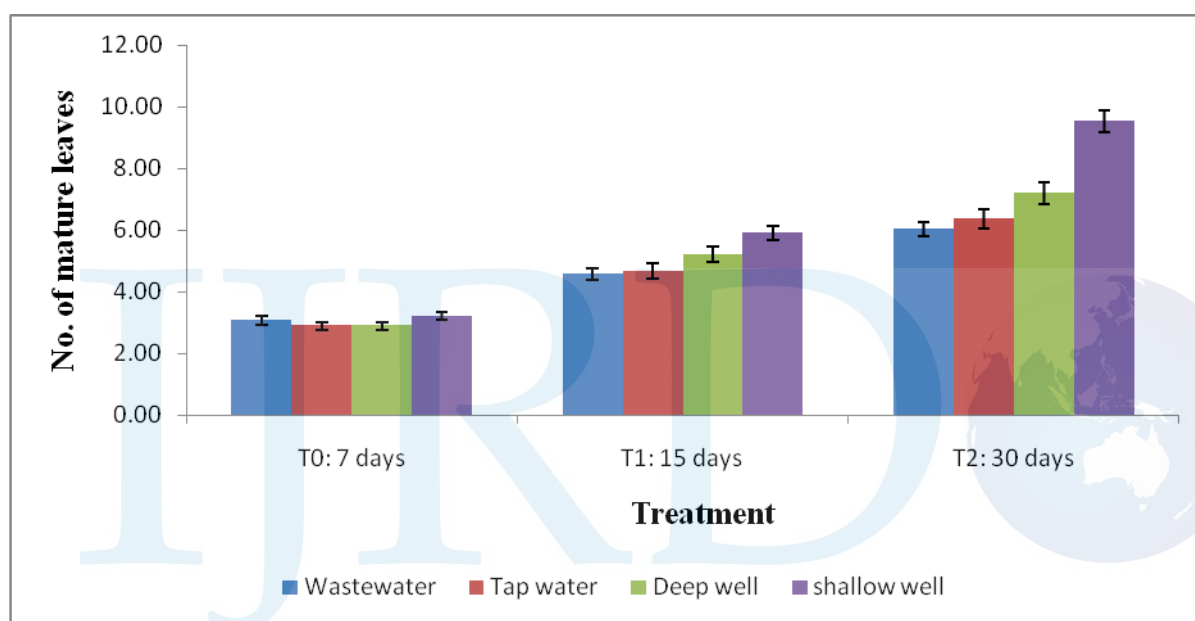 12.00
10.00
8.00
6.00
4.00
2.00
0.00
No. of mature leaves
T0: 7 days T1: 15 days T2: 30 days
Treatment
Wastewater Tap water Deep well shallow well
IJRD